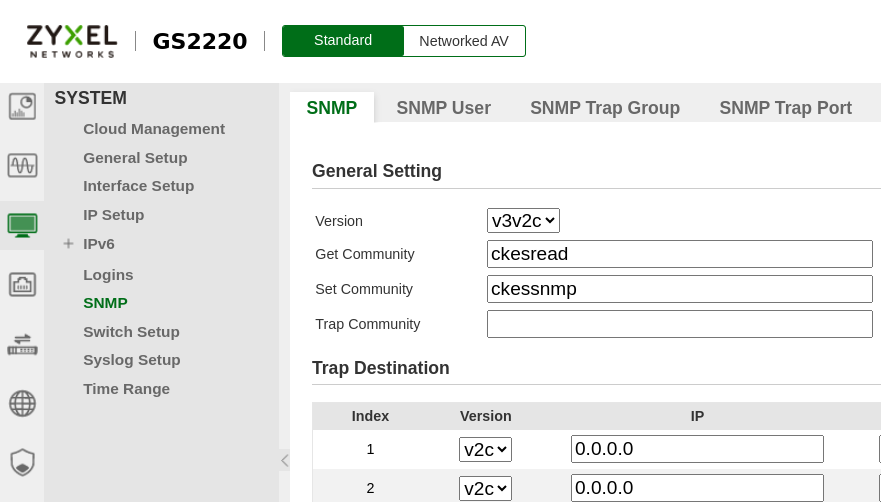 ZYXEL
NETWORKS
GS2220
Standard
Networked AV
SYSTEM
Cloud Management
General Setup
Interface Setup
IP Setup
IPv6
Logins
SNMP
Switch Setup
Syslog Setup
Time Range
SNMP
SNMP User
SNMP Trap Group
SNMP Trap Port
General Setting
Version v3v2c
Get Community ckesread
Set Community ckessnmp
Trap Community
Trap Destination
Index Version IP
1 v2c 0.0.0.0
2 v2c 0.0.0.0